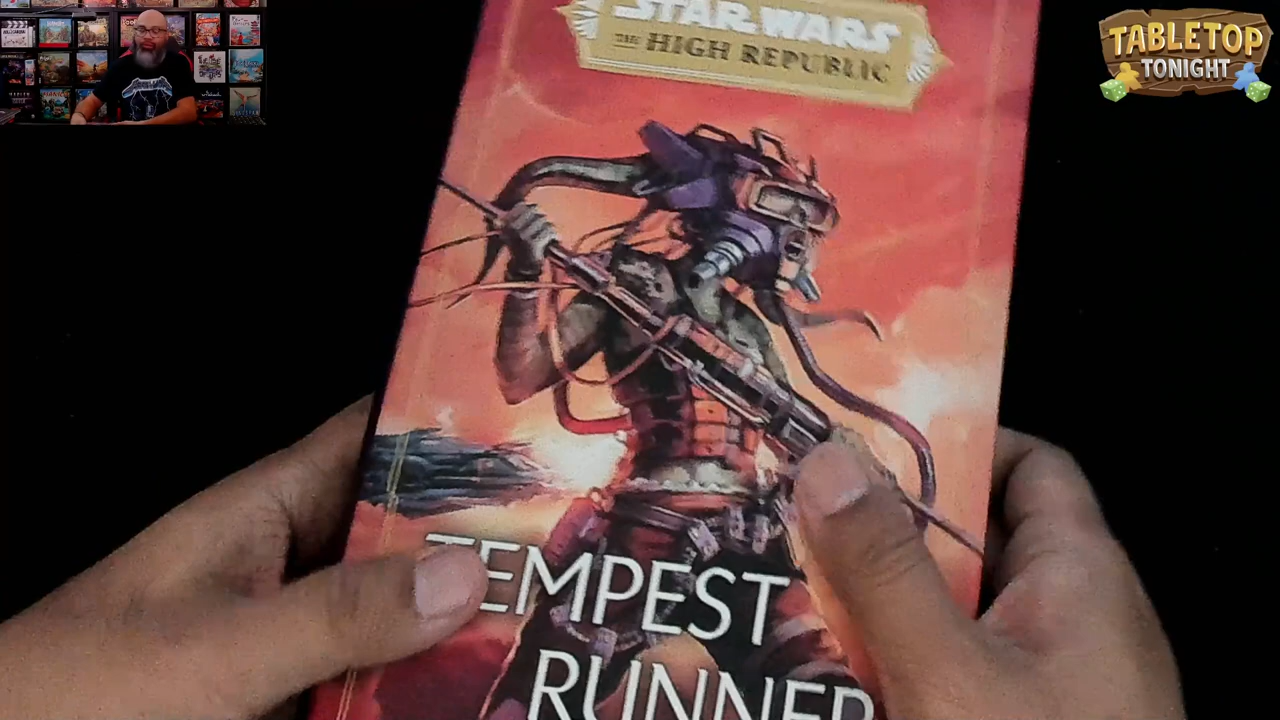 STAR WARS
THE HIGH REPUBLIC
TABLETOP
TONIGHT
TEMPEST
RUNNER